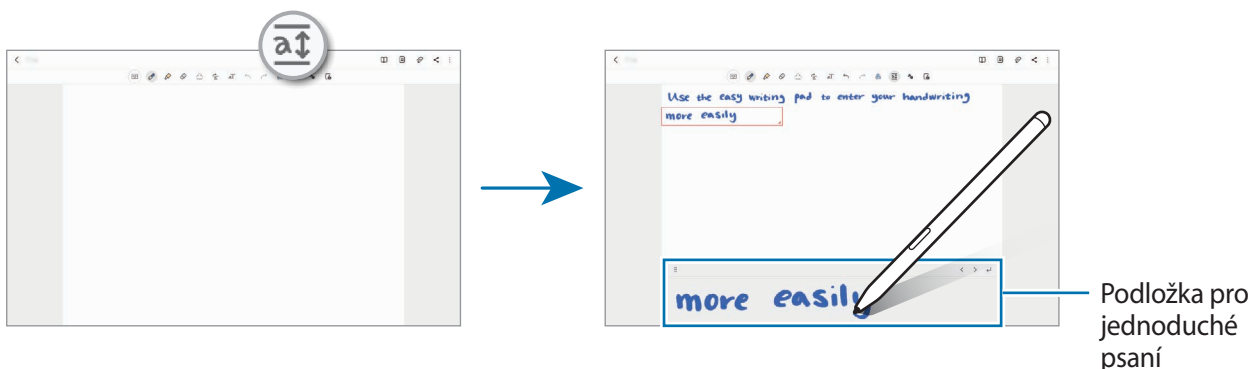 Use the easy writing pad to enter your handwriting
more easily
more easily
Podložka pro
jednoduché
psaní